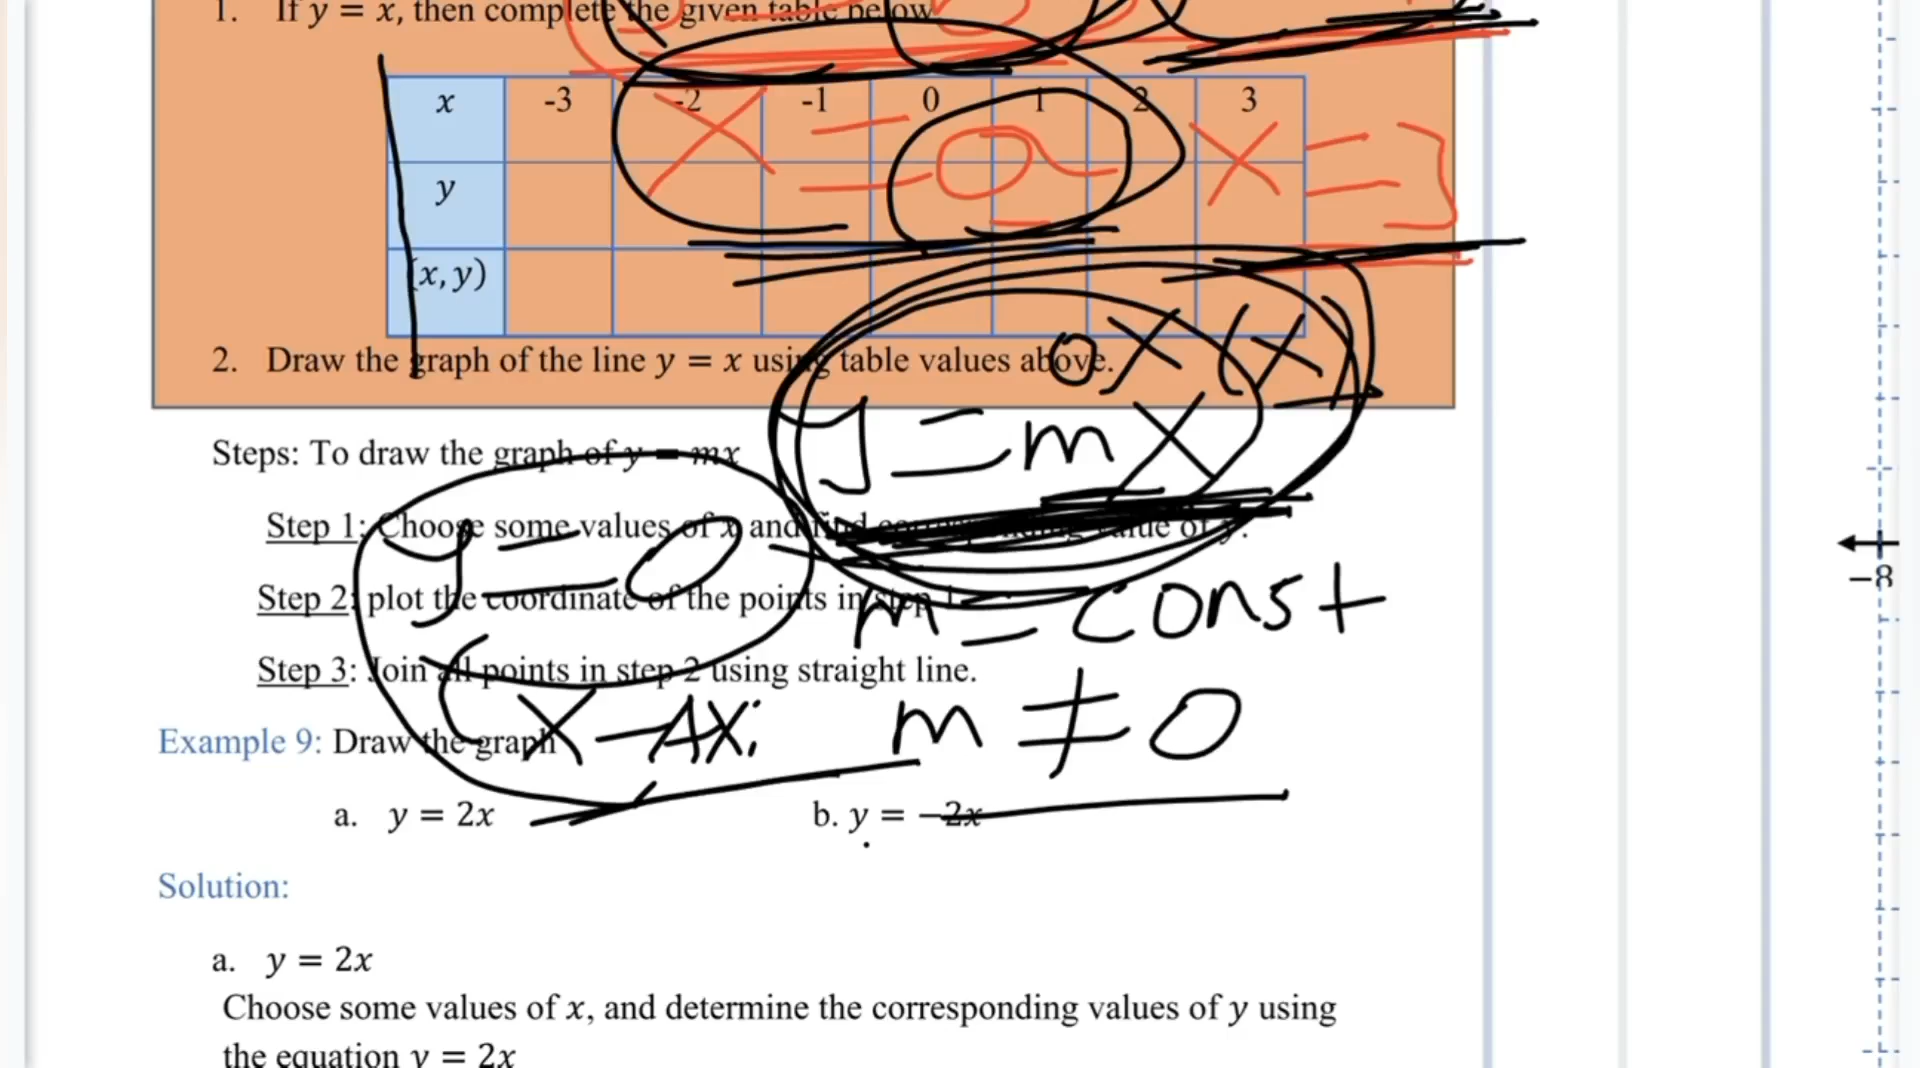 1. If y = x, then complete the given table below
x -3 -2 -1 0 1 2 3
x = 0 x = 3
y
(x, y)
2. Draw the graph of the line y = x using table values above.
y = mx
Steps: To draw the graph of y = mx
Step 1: Choose some values of x and find corresponding value of y.
y = 0
Step 2: plot the coordinate of the points in step 1
m = const
Step 3: Join all points in step 2 using straight line.
m ≠ 0
Example 9: Draw the graph
a. y = 2x b. y = −2x
Solution:
a. y = 2x
Choose some values of x, and determine the corresponding values of y using
the equation y = 2x
−8